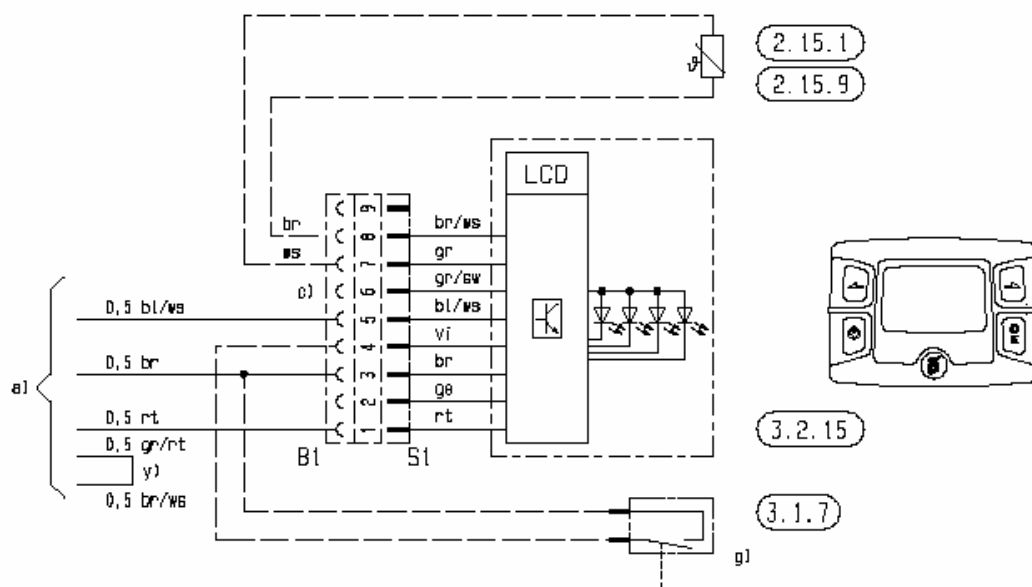 2.15.1
2.15.9
LCD
br
ws
c)
9
8
7
6
5
4
3
2
1
br/ws
gr
gr/sw
bl/ws
vi
br
ge
rt
a)
0,5 bl/ws
0,5 br
0,5 rt
0,5 gr/rt
y)
0,5 br/ws
B1
S1
3.2.15
3.1.7
g)